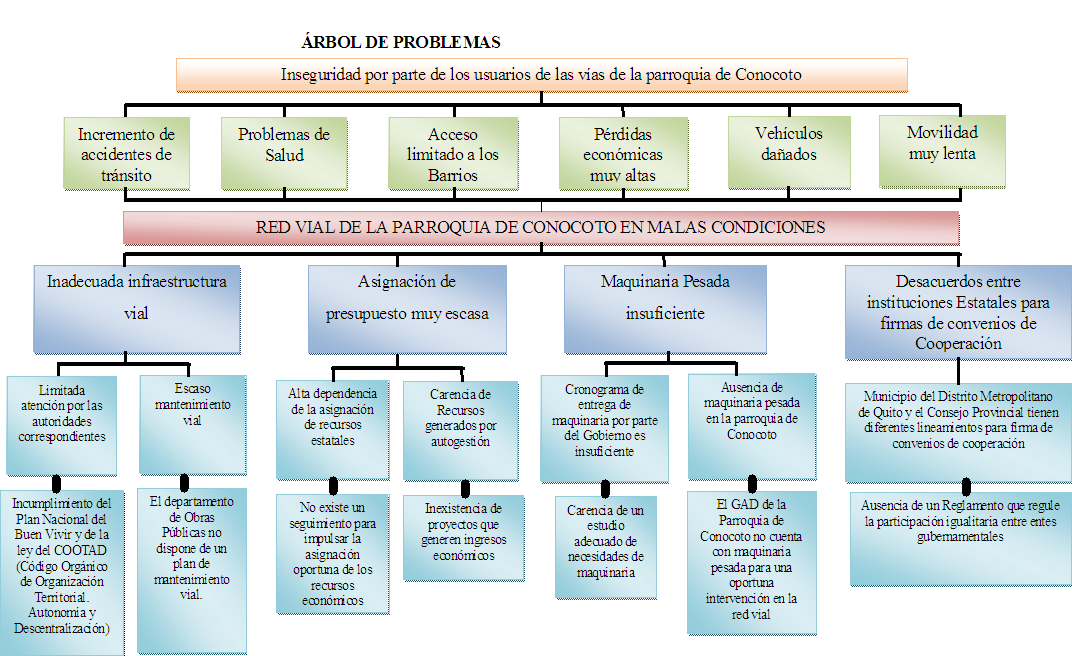 ÁRBOL DE PROBLEMAS
Inseguridad por parte de los usuarios de las vías de la parroquia de Conocoto
Incremento de
accidentes de
tránsito
Problemas de
Salud
Acceso
limitado a los
Barrios
Pérdidas
económicas
muy altas
Vehículos
dañados
Movilidad
muy lenta
RED VIAL DE LA PARROQUIA DE CONOCOTO EN MALAS CONDICIONES
Inadecuada infraestructura
vial
Asignación de
presupuesto muy escasa
Maquinaria Pesada
insuficiente
Desacuerdos entre
instituciones Estatales para
firmas de convenios de
Cooperación
Limitada
atención por las
autoridades
correspondientes
Escaso
mantenimiento
vial
Alta dependencia
de la asignación
de recursos
estatales
Carencia de
Recursos
generados por
autogestión
Cronograma de
entrega de
maquinaria por parte
del Gobierno es
insuficiente
Ausencia de
maquinaria pesada
en la parroquia de
Conocoto
Municipio del Distrito Metropolitano
de Quito y el Consejo Provincial tienen
diferentes lineamientos para firma de
convenios de cooperación
Incumplimiento del
Plan Nacional del
Buen Vivir y de la
ley del COOTAD
(Código Orgánico
de Organización
Territorial.
Autonomía y
Descentralización)
El departamento
de Obras
Públicas no
dispone de un
plan de
mantenimiento
vial.
No existe un
seguimiento para
impulsar la
asignación
oportuna de los
recursos
económicos
Inexistencia de
proyectos que
generen ingresos
económicos
Carencia de un
estudio
adecuado de
necesidades de
maquinaria
El GAD de la
Parroquia de
Conocoto no cuenta
con maquinaria
pesada para una
oportuna
intervención en la
red vial
Ausencia de un Reglamento que regule
la participación igualitaria entre entes
gubernamentales